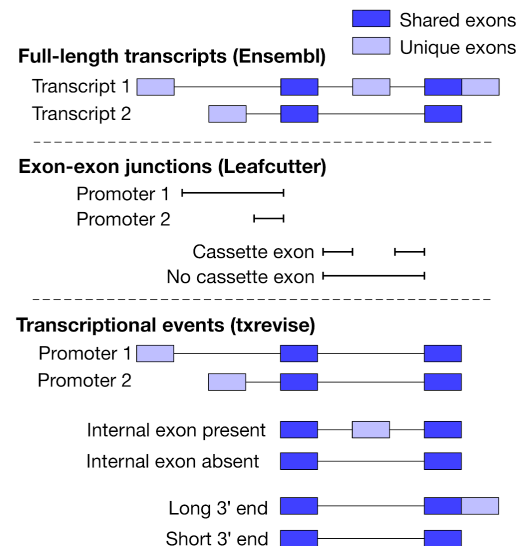 Shared exons
Unique exons
Full-length transcripts (Ensembl)
Transcript 1
Transcript 2
Exon-exon junctions (Leafcutter)
Promoter 1
Promoter 2
Cassette exon
No cassette exon
Transcriptional events (txrevise)
Promoter 1
Promoter 2
Internal exon present
Internal exon absent
Long 3' end
Short 3' end